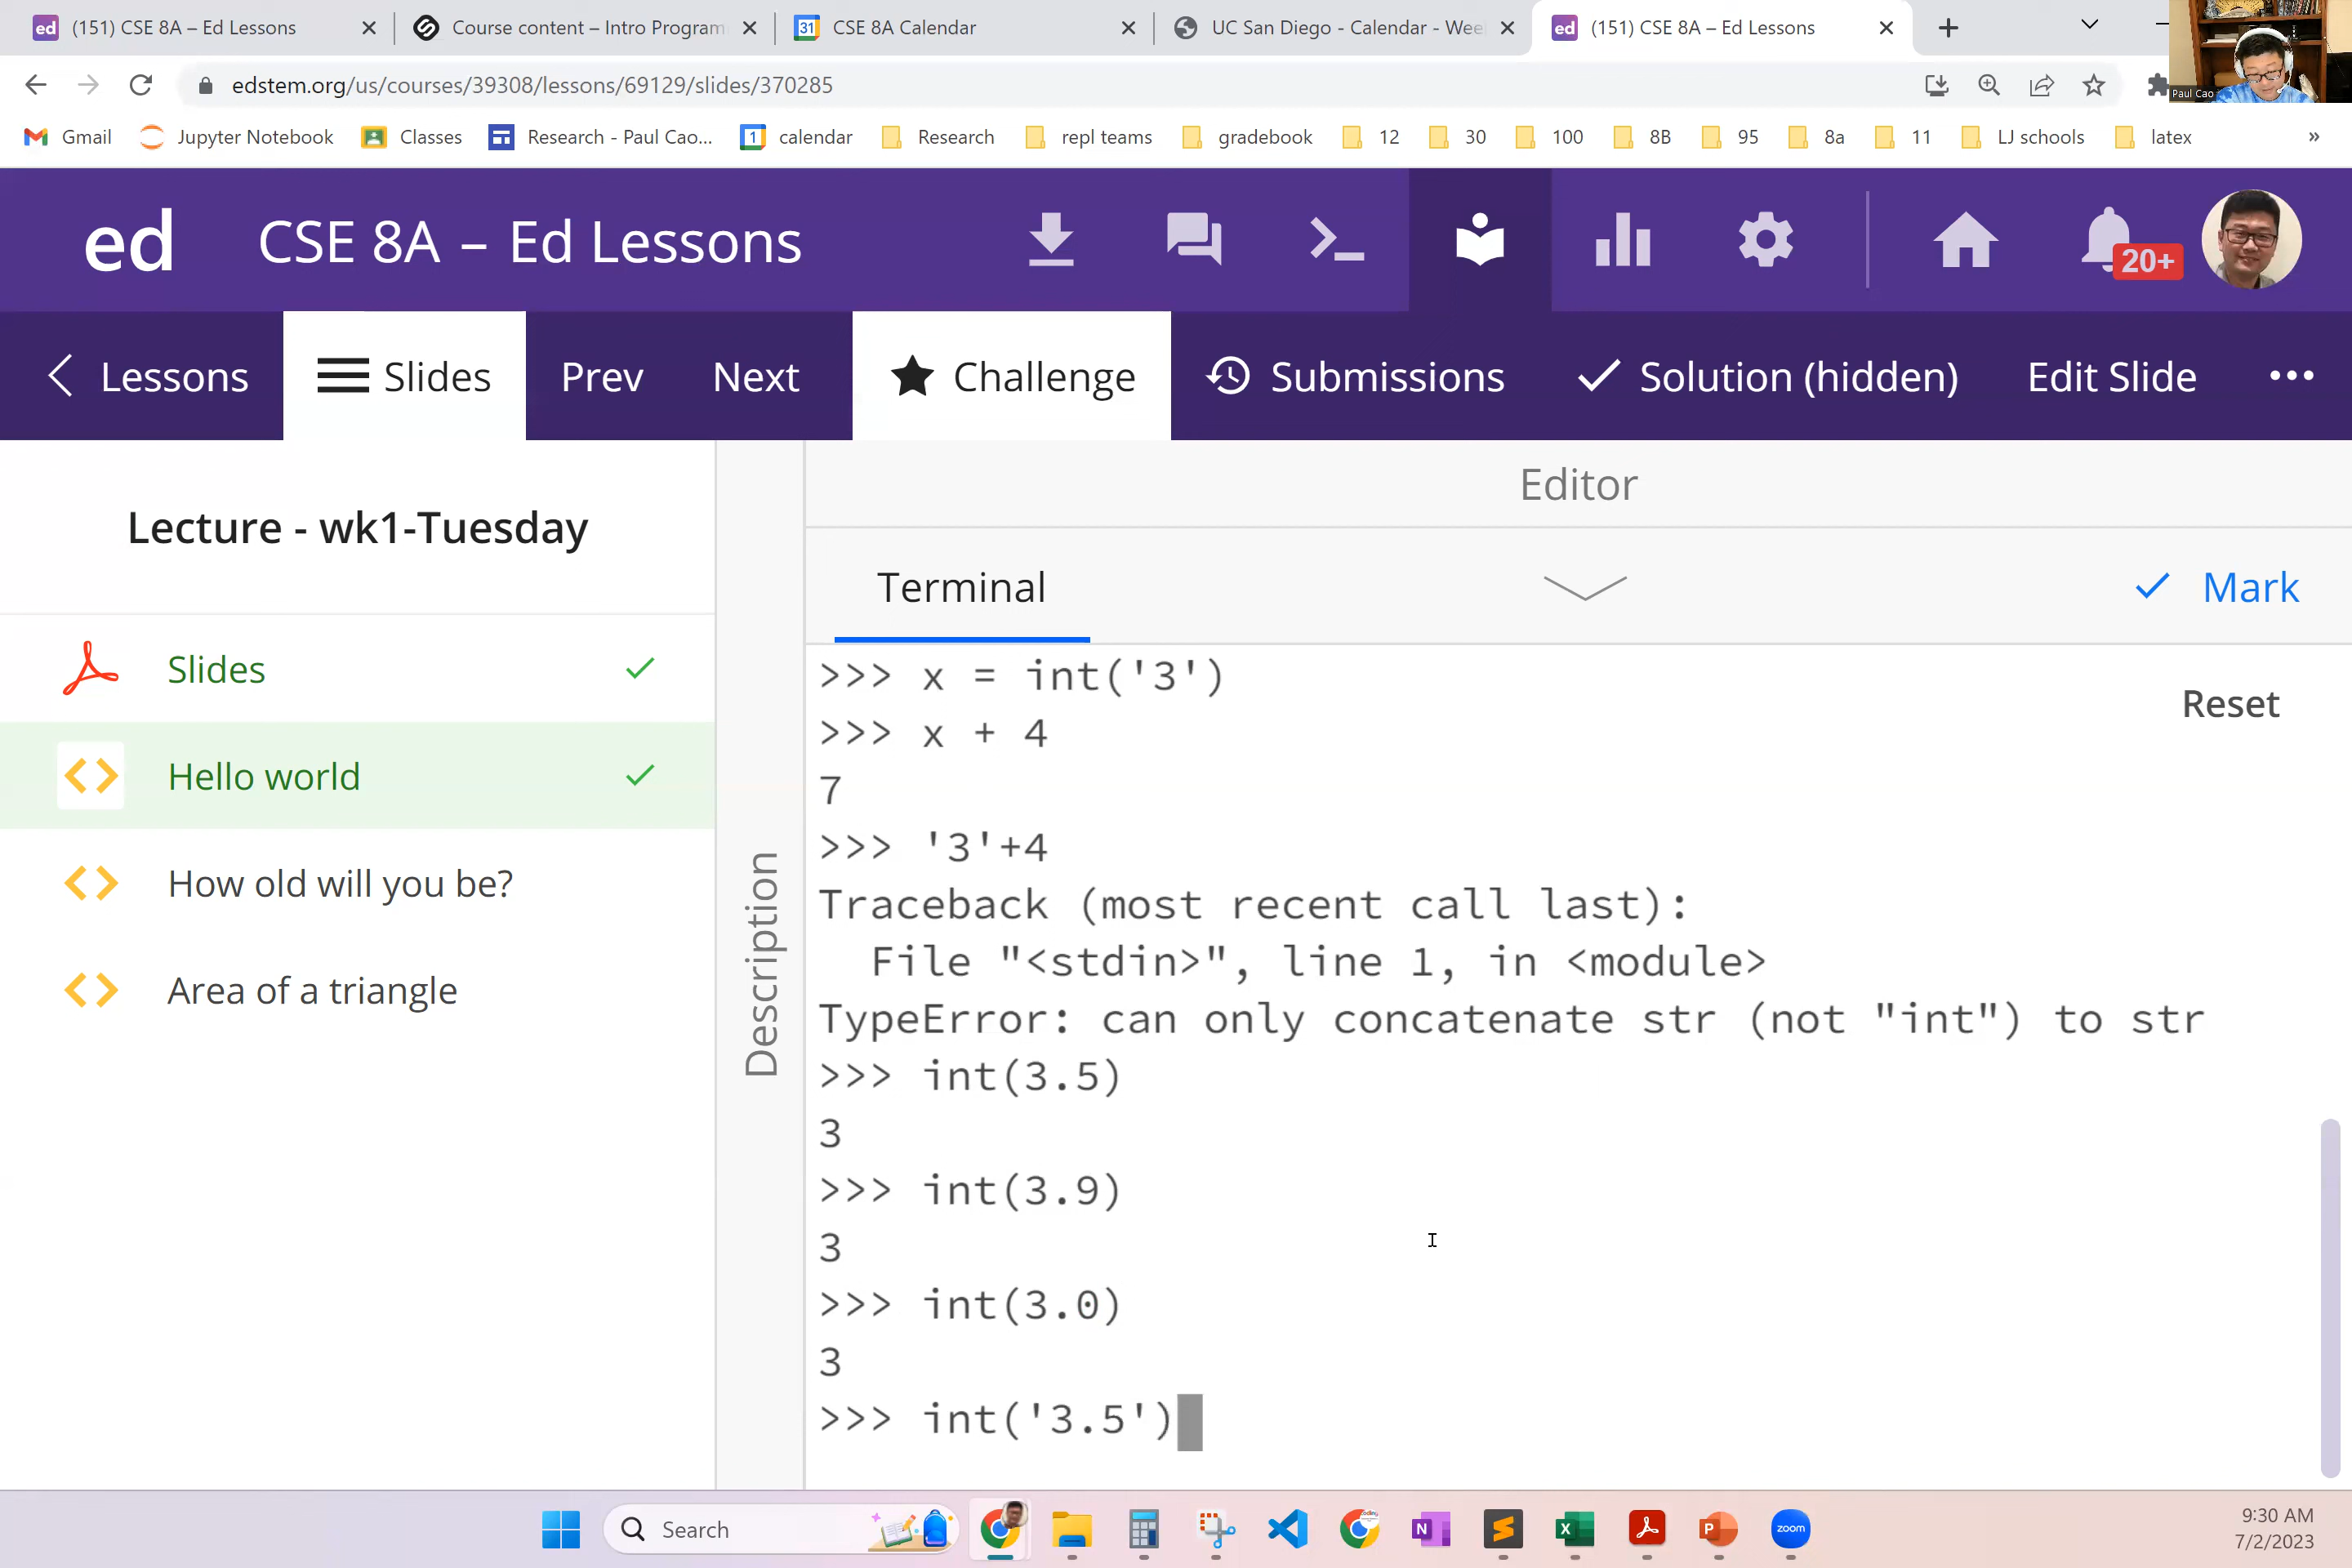 ed (151) CSE 8A – Ed Lessons
Course content – Intro Program
31 CSE 8A Calendar
UC San Diego - Calendar - Wee
ed (151) CSE 8A – Ed Lessons
edstem.org/us/courses/39308/lessons/69129/slides/370285
Paul Cao
Gmail Jupyter Notebook Classes Research - Paul Cao... 1 calendar Research repl teams gradebook 12 30 100 8B 95 8a 11 LJ schools latex »
ed CSE 8A – Ed Lessons 20+
Lessons Slides Prev Next Challenge Submissions Solution (hidden) Edit Slide
Lecture - wk1-Tuesday
Slides
Hello world
How old will you be?
Area of a triangle
Description
Editor
Terminal Mark
Reset
>>> x = int('3')
>>> x + 4
7
>>> '3'+4
Traceback (most recent call last):
  File "<stdin>", line 1, in <module>
TypeError: can only concatenate str (not "int") to str
>>> int(3.5)
3
>>> int(3.9)
3
>>> int(3.0)
3
>>> int('3.5')
Search
N
X
P
zoom
9:30 AM
7/2/2023